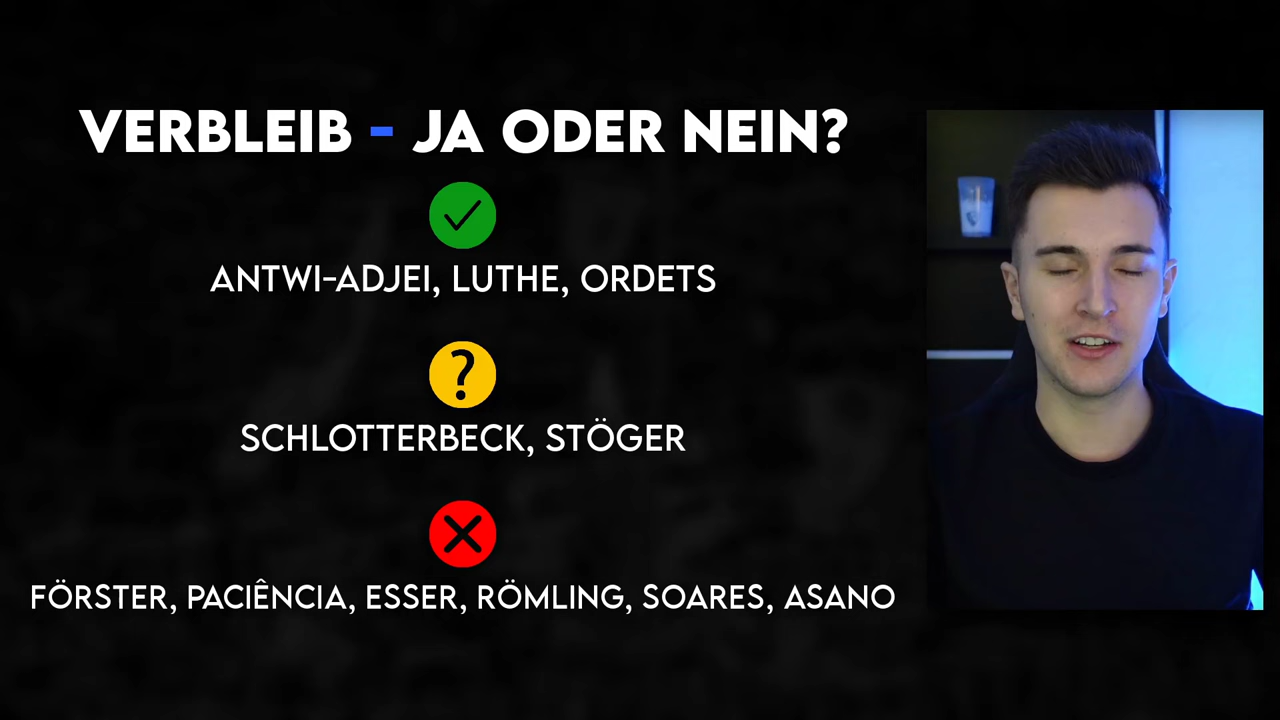 VERBLEIB - JA ODER NEIN?
ANTWI-ADJEI, LUTHE, ORDETS
?
SCHLOTTERBECK, STÖGER
FÖRSTER, PACIÊNCIA, ESSER, RÖMLING, SOARES, ASANO